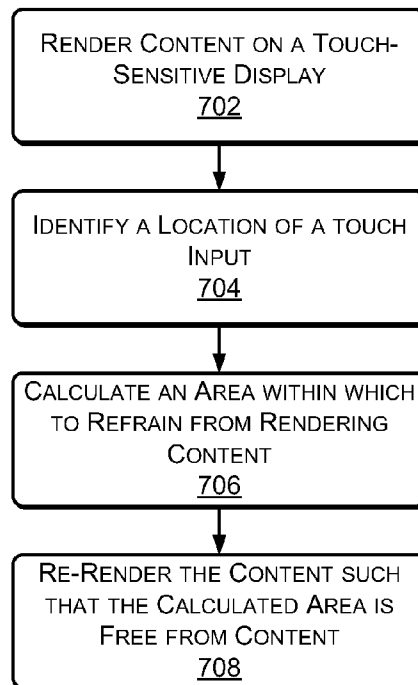 RENDER CONTENT ON A TOUCH-
SENSITIVE DISPLAY
702
IDENTIFY A LOCATION OF A TOUCH
INPUT
704
CALCULATE AN AREA WITHIN WHICH
TO REFRAIN FROM RENDERING
CONTENT
706
RE-RENDER THE CONTENT SUCH
THAT THE CALCULATED AREA IS
FREE FROM CONTENT
708